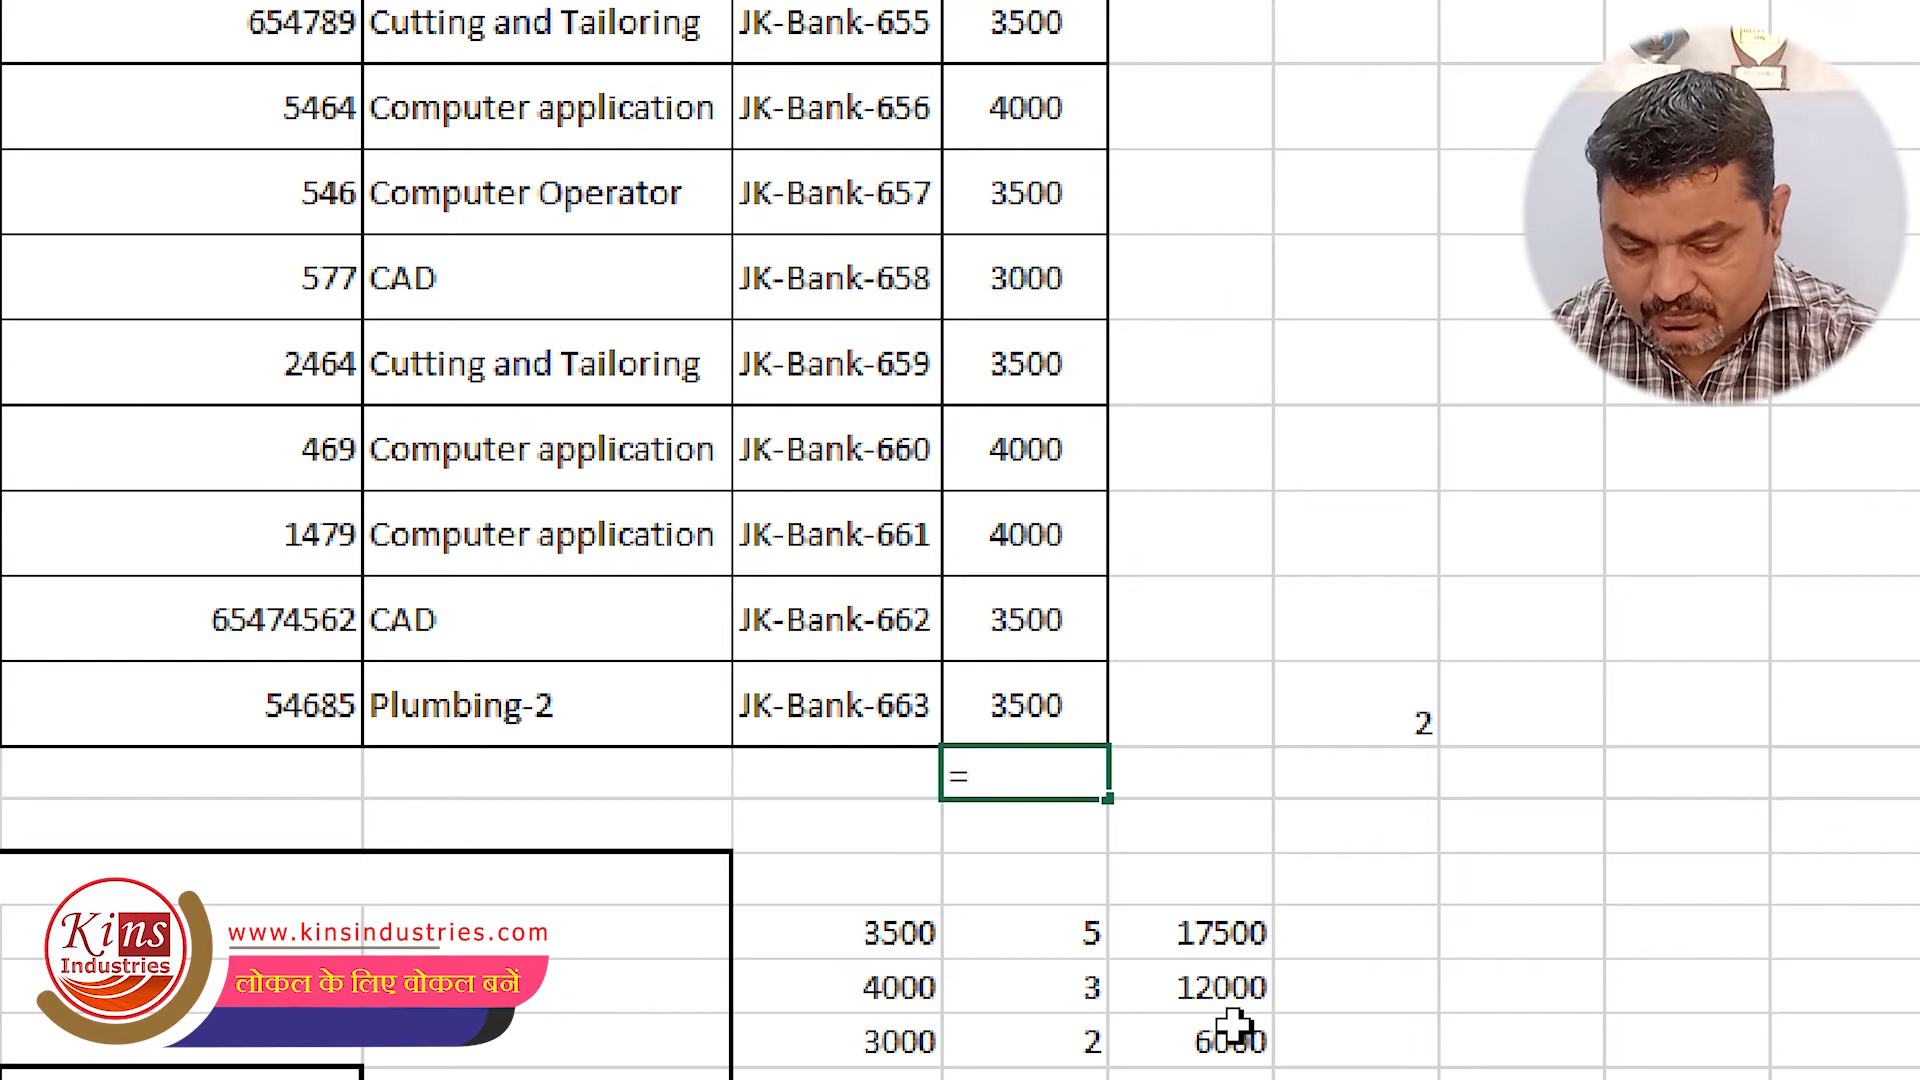 654789 Cutting and Tailoring JK-Bank-655 3500
5464 Computer application JK-Bank-656 4000
546 Computer Operator JK-Bank-657 3500
577 CAD JK-Bank-658 3000
2464 Cutting and Tailoring JK-Bank-659 3500
469 Computer application JK-Bank-660 4000
1479 Computer application JK-Bank-661 4000
65474562 CAD JK-Bank-662 3500
54685 Plumbing-2 JK-Bank-663 3500 2
=
3500 5 17500
4000 3 12000
3000 2 6000
Kins
Industries
www.kinsindustries.com
लोकल के लिए वोकल बनें